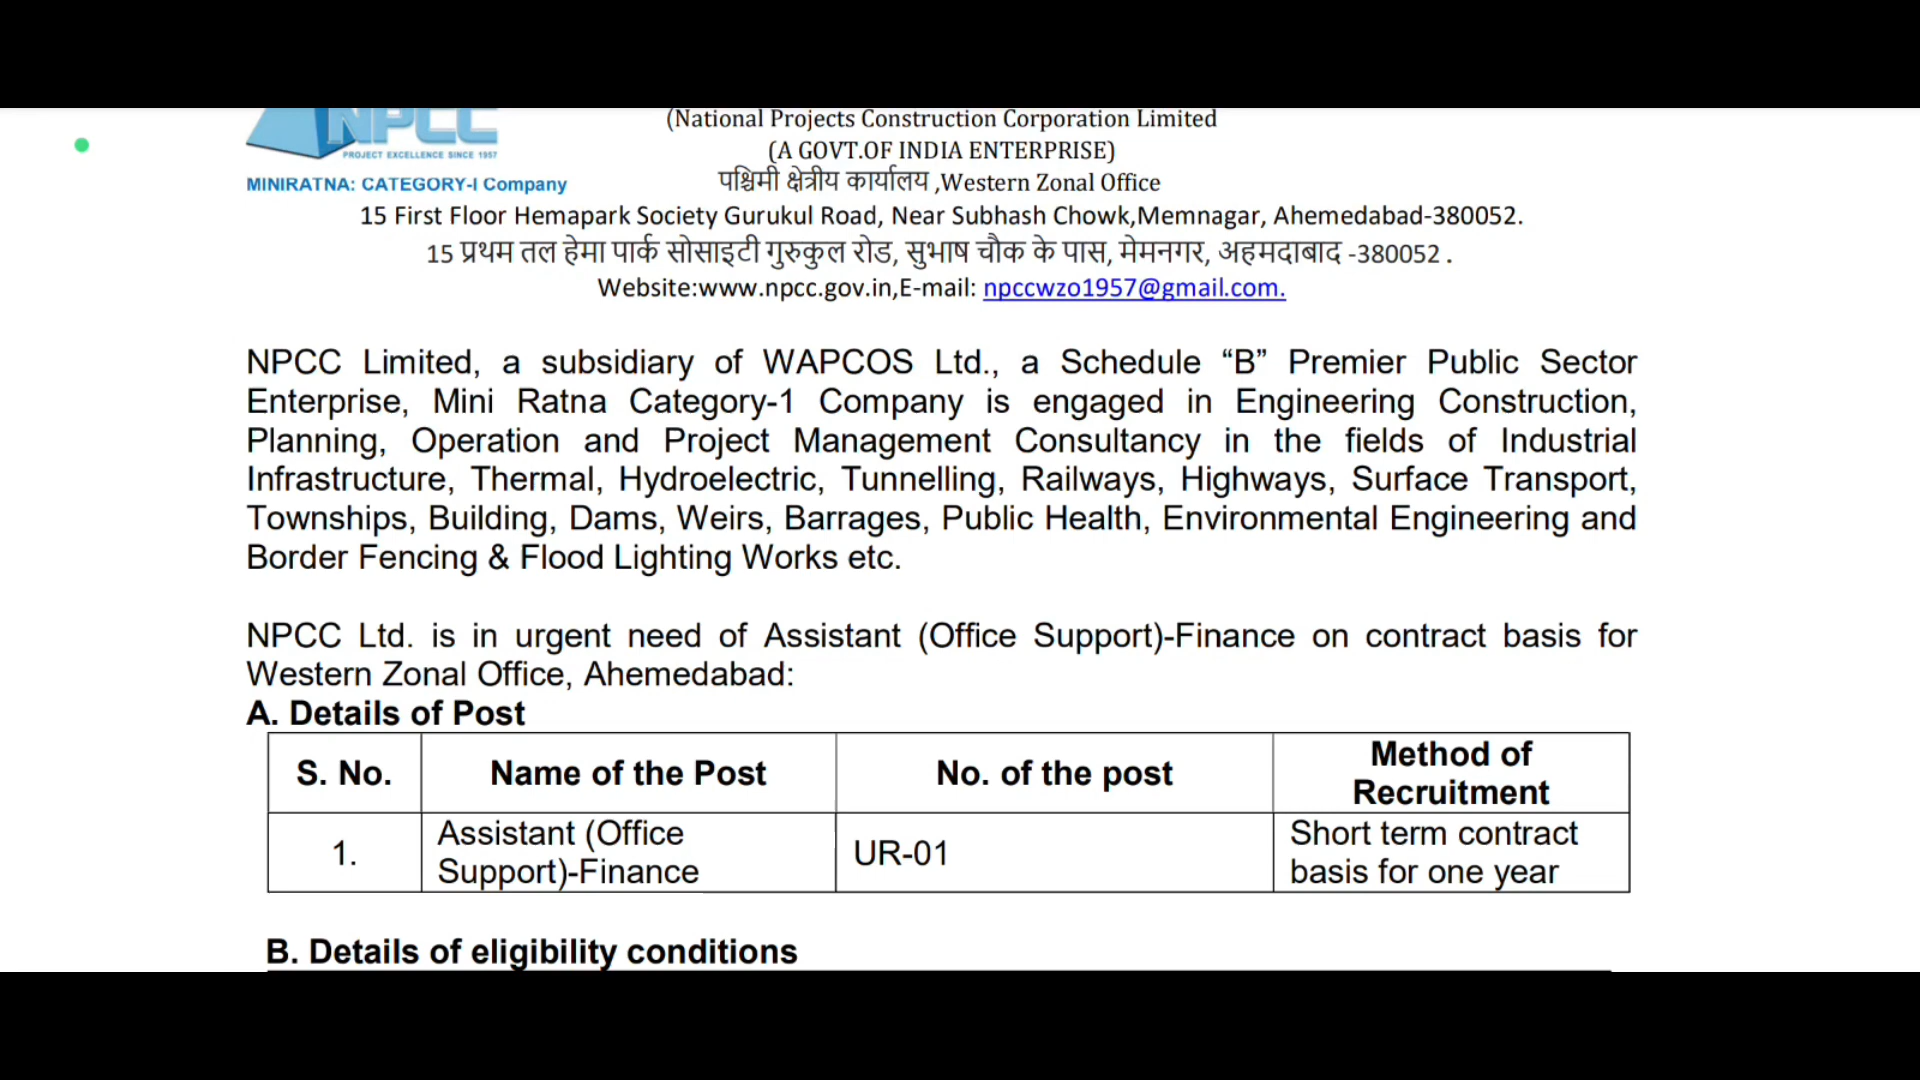 NPCC
PROJECT EXCELLENCE SINCE 1957
MINIRATNA: CATEGORY-I Company
(National Projects Construction Corporation Limited
(A GOVT.OF INDIA ENTERPRISE)
पश्चिमी क्षेत्रीय कार्यालय ,Western Zonal Office
15 First Floor Hemapark Society Gurukul Road, Near Subhash Chowk,Memnagar, Ahemedabad-380052.
15 प्रथम तल हेमा पार्क सोसाइटी गुरुकुल रोड, सुभाष चौक के पास, मेमनगर, अहमदाबाद -380052 .
Website:www.npcc.gov.in,E-mail: npccwzo1957@gmail.com.
NPCC Limited, a subsidiary of WAPCOS Ltd., a Schedule “B” Premier Public Sector
Enterprise, Mini Ratna Category-1 Company is engaged in Engineering Construction,
Planning, Operation and Project Management Consultancy in the fields of Industrial
Infrastructure, Thermal, Hydroelectric, Tunnelling, Railways, Highways, Surface Transport,
Townships, Building, Dams, Weirs, Barrages, Public Health, Environmental Engineering and
Border Fencing & Flood Lighting Works etc.
NPCC Ltd. is in urgent need of Assistant (Office Support)-Finance on contract basis for
Western Zonal Office, Ahemedabad:
A. Details of Post
S. No. Name of the Post No. of the post Method of
Recruitment
1. Assistant (Office
Support)-Finance UR-01 Short term contract
basis for one year
B. Details of eligibility conditions